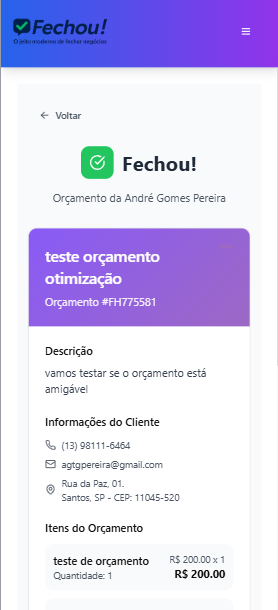 Fechou!
O jeito moderno de fechar negócios
Voltar
Fechou!
Orçamento da André Gomes Pereira
teste orçamento
otimização
Orçamento #FH775581
Descrição
vamos testar se o orçamento está
amigável
Informações do Cliente
(13) 98111-6464
agtgpereira@gmail.com
Rua da Paz, 01.
Santos, SP - CEP: 11045-520
Itens do Orçamento
teste de orçamento
R$ 200.00 x 1
Quantidade: 1
R$ 200.00